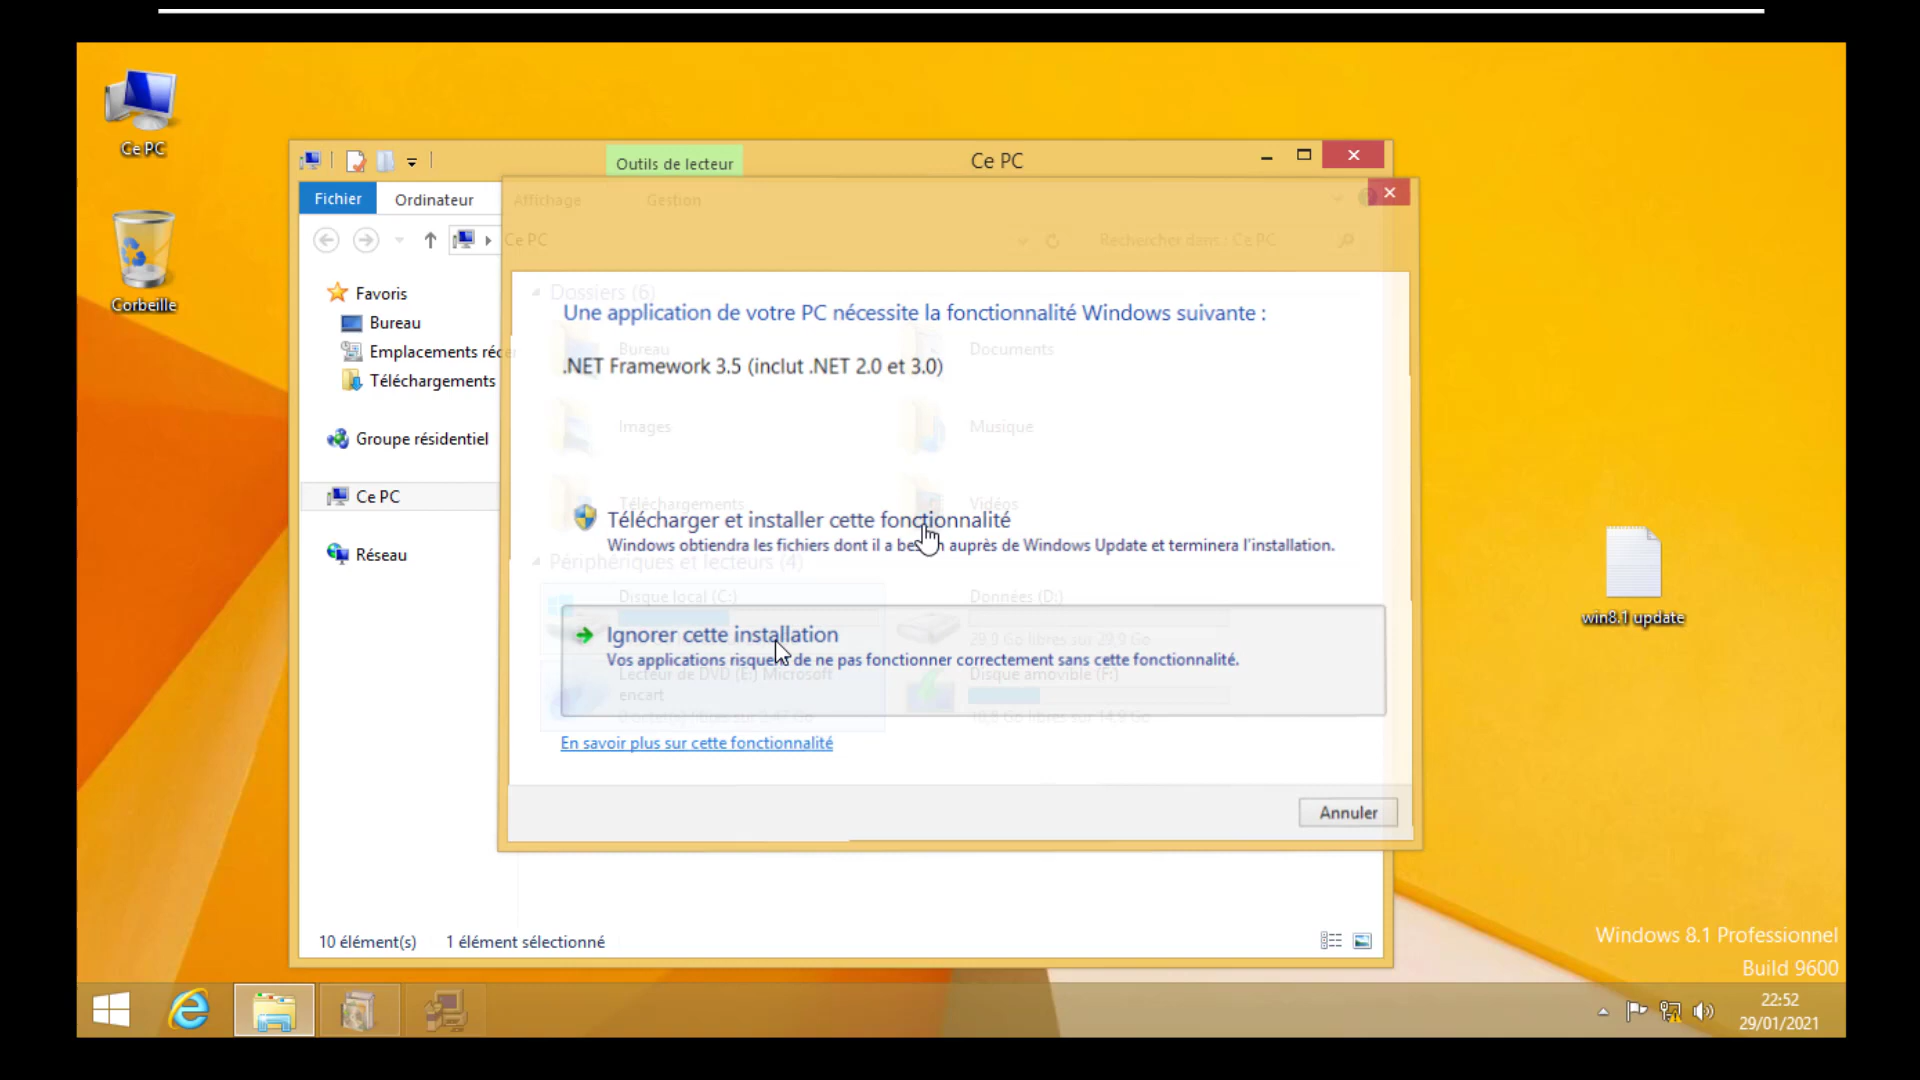 Ce PC
Corbeille
Outils de lecteur
Ce PC
Fichier
Ordinateur
Affichage
Gestion
Ce PC
Rechercher dans : Ce PC
Favoris
Bureau
Emplacements réce
Téléchargements
Groupe résidentiel
Ce PC
Réseau
Dossiers (6)
Une application de votre PC nécessite la fonctionnalité Windows suivante :
Bureau
Documents
.NET Framework 3.5 (inclut .NET 2.0 et 3.0)
Images
Musique
Téléchargements
Vidéos
Télécharger et installer cette fonctionnalité
Windows obtiendra les fichiers dont il a besoin auprès de Windows Update et terminera l'installation.
Périphériques et lecteurs (4)
Disque local (C:)
Données (D:)
Ignorer cette installation
29,9 Go libres sur 29,9 Go
Vos applications risquent de ne pas fonctionner correctement sans cette fonctionnalité.
Lecteur de DVD (E:) Microsoft
encart
Disque amovible (F:)
En savoir plus sur cette fonctionnalité
Annuler
10 élément(s)
1 élément sélectionné
win8.1 update
Windows 8.1 Professionnel
Build 9600
22:52
29/01/2021